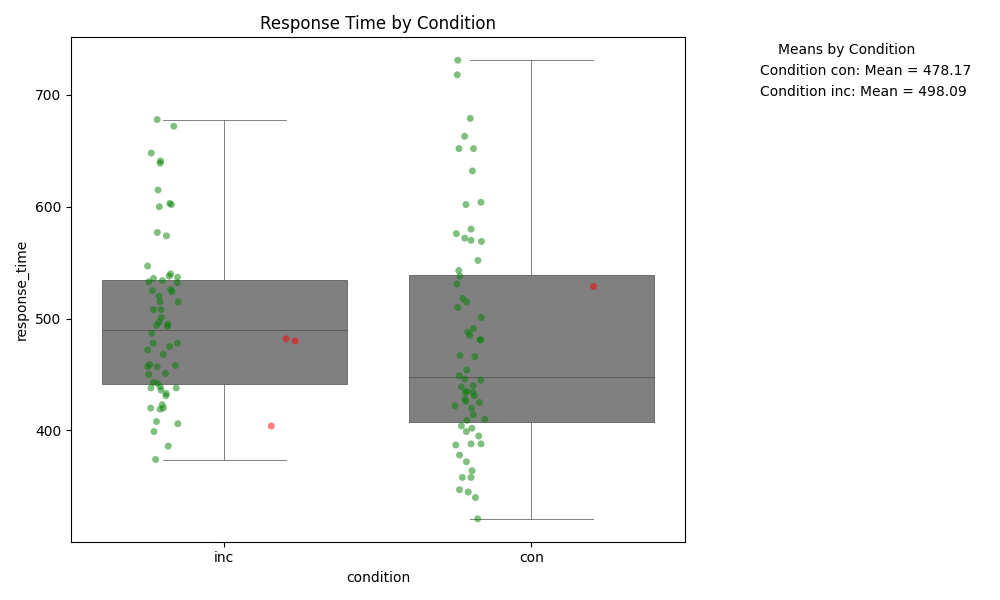 Response Time by Condition
Means by Condition
Condition con: Mean = 478.17
Condition inc: Mean = 498.09
response_time
700
600
500
400
inc
con
condition